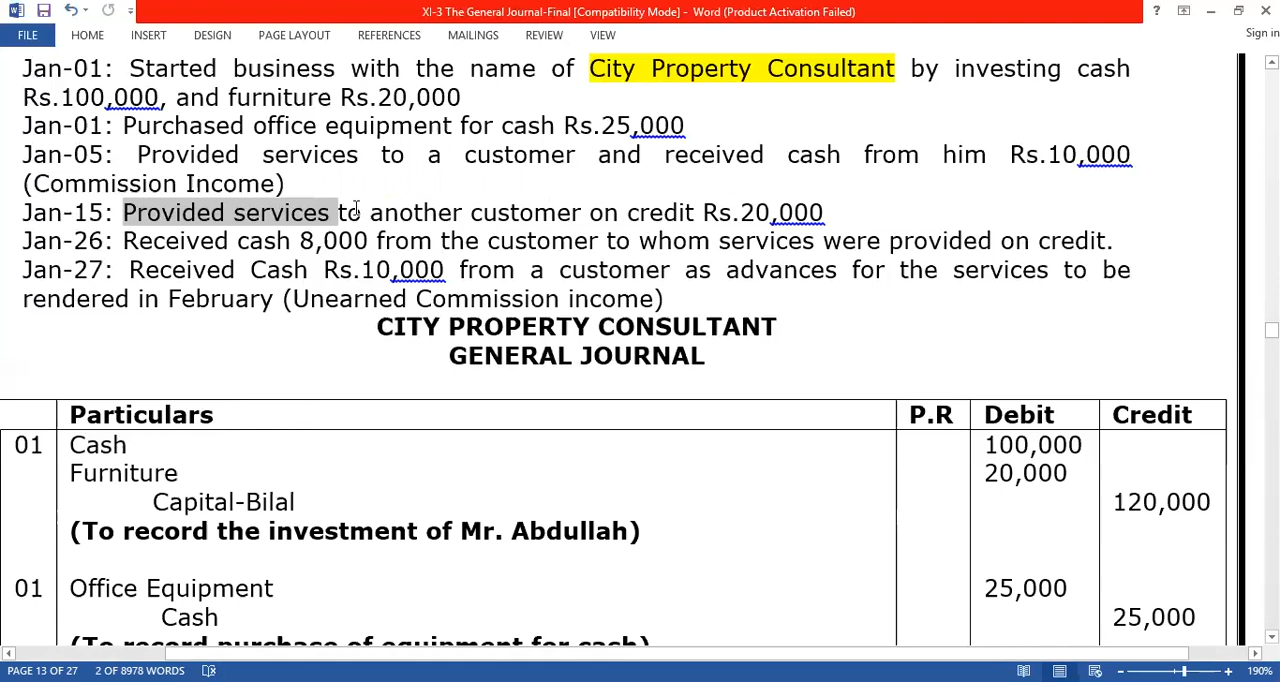 XI-3 The General Journal-Final [Compatibility Mode] - Word (Product Activation Failed)
?
FILE HOME INSERT DESIGN PAGE LAYOUT REFERENCES MAILINGS REVIEW VIEW Sign in
Jan-01: Started business with the name of City Property Consultant by investing cash
Rs.100,000, and furniture Rs.20,000
Jan-01: Purchased office equipment for cash Rs.25,000
Jan-05: Provided services to a customer and received cash from him Rs.10,000
(Commission Income)
Jan-15: Provided services to another customer on credit Rs.20,000
Jan-26: Received cash 8,000 from the customer to whom services were provided on credit.
Jan-27: Received Cash Rs.10,000 from a customer as advances for the services to be
rendered in February (Unearned Commission income)
CITY PROPERTY CONSULTANT
GENERAL JOURNAL
Particulars P.R Debit Credit
01 Cash 100,000
Furniture 20,000
Capital-Bilal 120,000
(To record the investment of Mr. Abdullah)
01 Office Equipment 25,000
Cash 25,000
(To record purchase of equipment for cash)
PAGE 13 OF 27 2 OF 8978 WORDS 190%